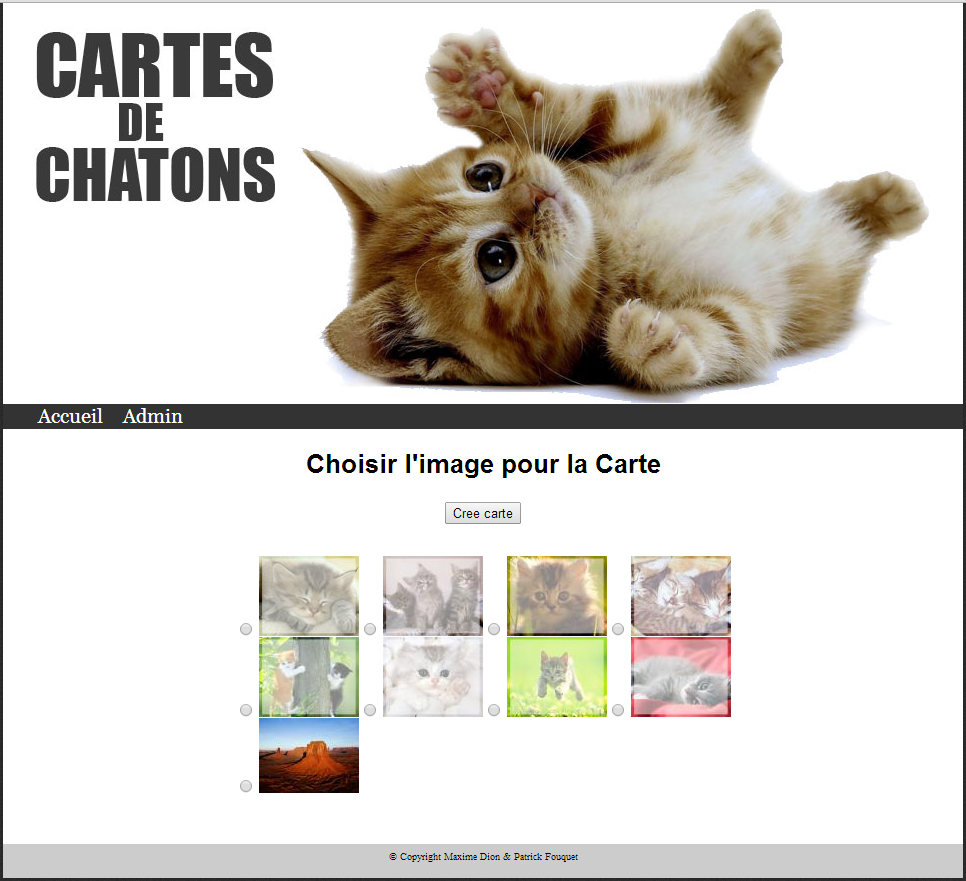 CARTES
DE
CHATONS
Accueil Admin
Choisir l'image pour la Carte
Cree carte
© Copyright Maxime Dion & Patrick Fouquet